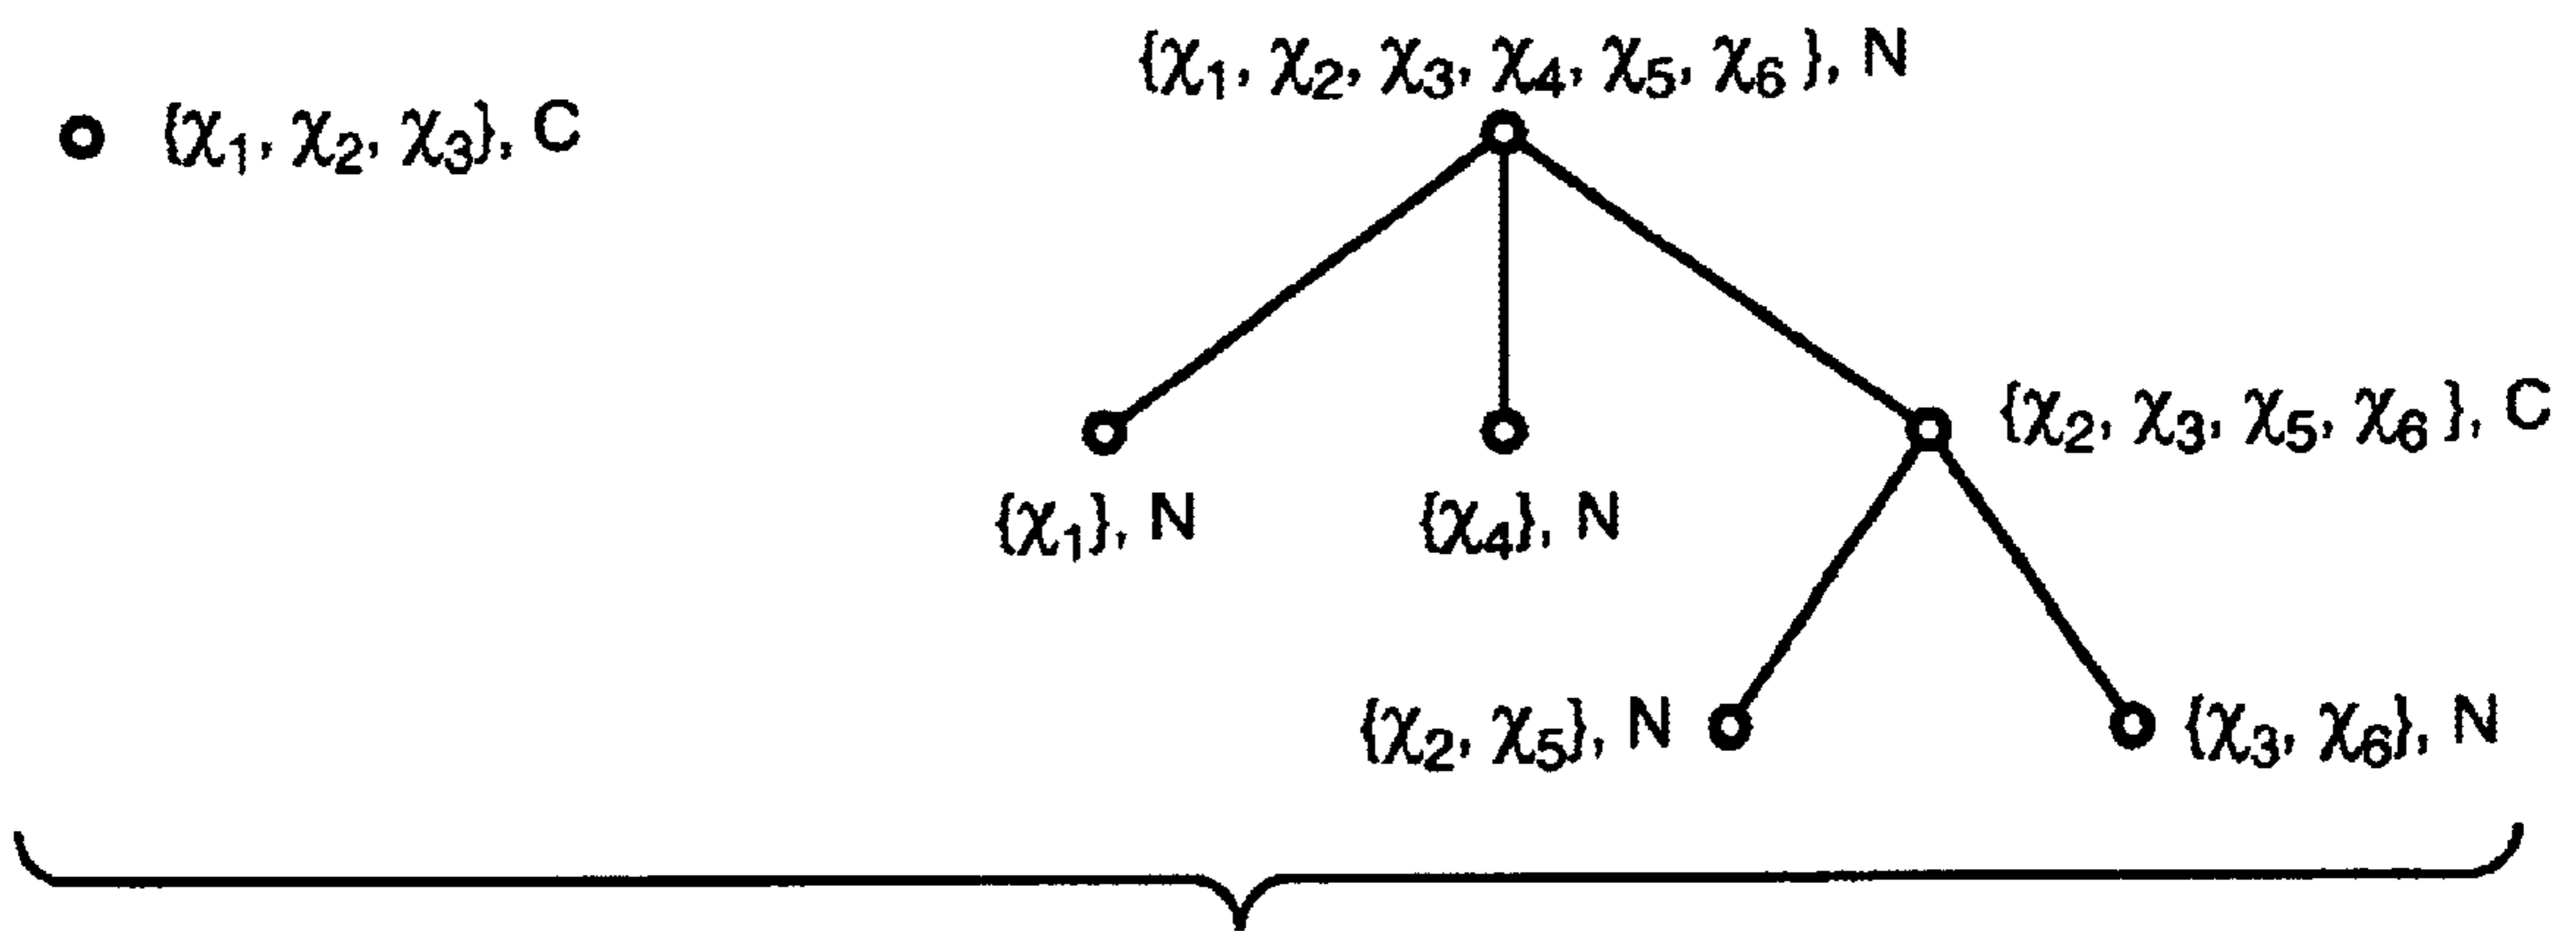 {χ₁, χ₂, χ₃}, C
{χ₁, χ₂, χ₃, χ₄, χ₅, χ₆ }, N
{χ₂, χ₃, χ₅, χ₆ }, C
{χ₁}, N
{χ₄}, N
{χ₂, χ₅}, N
{χ₃, χ₆}, N